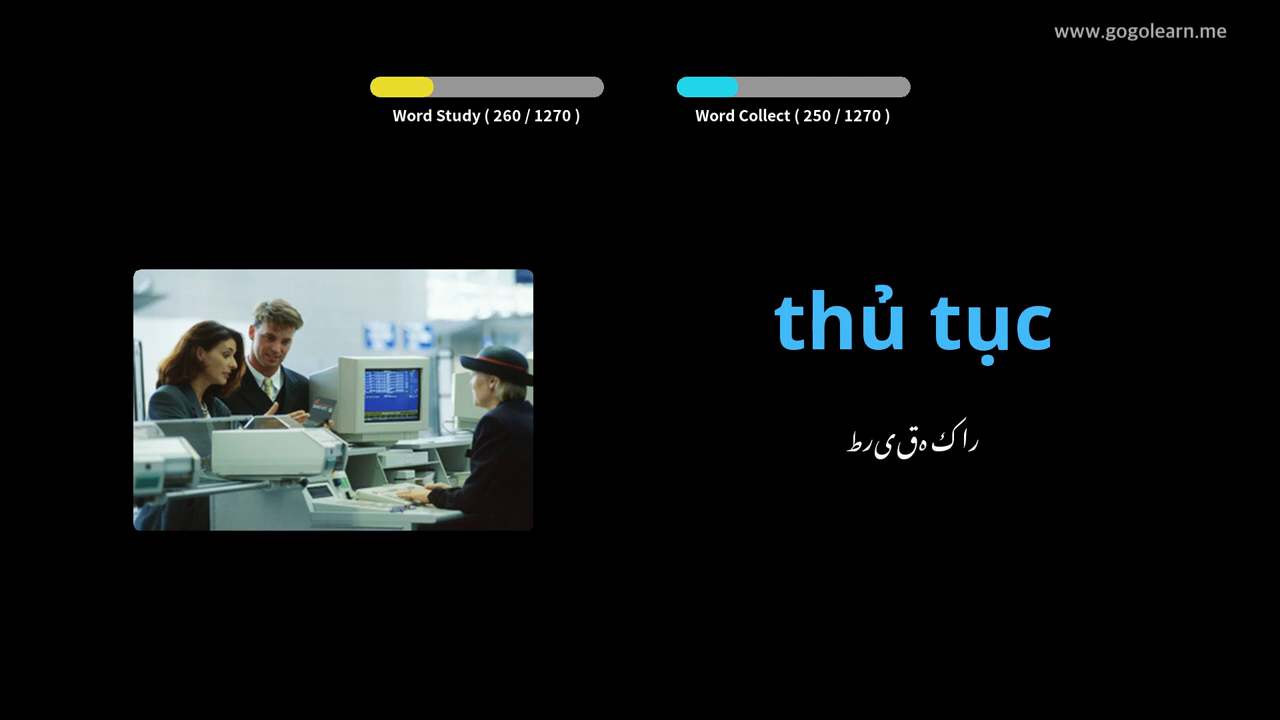 www.gogolearn.me
Word Study ( 260 / 1270 )
Word Collect ( 250 / 1270 )
thủ tục
طریقہ کار